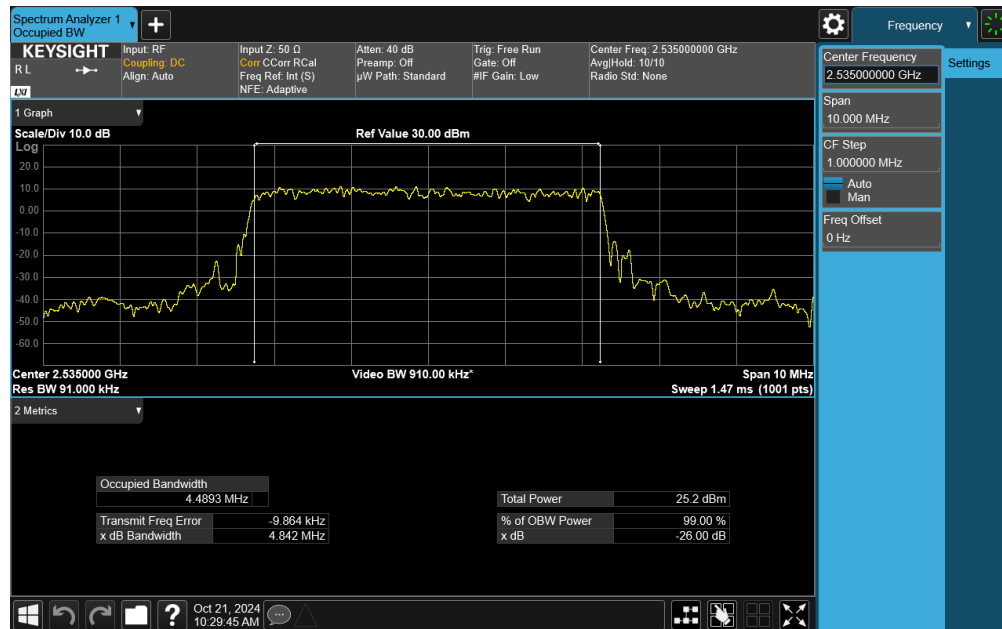 Spectrum Analyzer 1
Occupied BW
Frequency
KEYSIGHT
R L
LXI
Input: RF
Coupling: DC
Align: Auto
Input Z: 50 Ω
Corr CCorr RCal
Freq Ref: Int (S)
NFE: Adaptive
Atten: 40 dB
Preamp: Off
µW Path: Standard
Trig: Free Run
Gate: Off
#IF Gain: Low
Center Freq: 2.535000000 GHz
Avg|Hold: 10/10
Radio Std: None
Center Frequency
2.535000000 GHz
Settings
Span
10.000 MHz
CF Step
1.000000 MHz
Auto
Man
Freq Offset
0 Hz
1 Graph
Scale/Div 10.0 dB
Ref Value 30.00 dBm
Log
20.0
10.0
0.00
-10.0
-20.0
-30.0
-40.0
-50.0
-60.0
Center 2.535000 GHz
Video BW 910.00 kHz*
Span 10 MHz
Res BW 91.000 kHz
Sweep 1.47 ms (1001 pts)
2 Metrics
Occupied Bandwidth
4.4893 MHz
Total Power 25.2 dBm
Transmit Freq Error -9.864 kHz
% of OBW Power 99.00 %
x dB Bandwidth 4.842 MHz
x dB -26.00 dB
?
Oct 21, 2024
10:29:45 AM